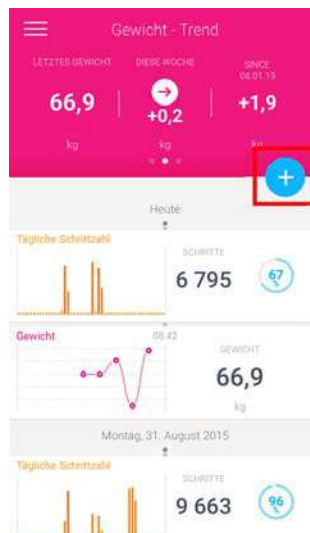 Gewicht - Trend
LETZTES GEWICHT DIESE WOCHE SINCE
06.01.15
66,9 +0,2 +1,9
kg kg kg
Heute
Tägliche Schrittzahl
SCHRITTE
6 795 67 %
Gewicht 08:42
GEWICHT
66,9
kg
Montag, 31. August 2015
Tägliche Schrittzahl
SCHRITTE
9 663 96 %